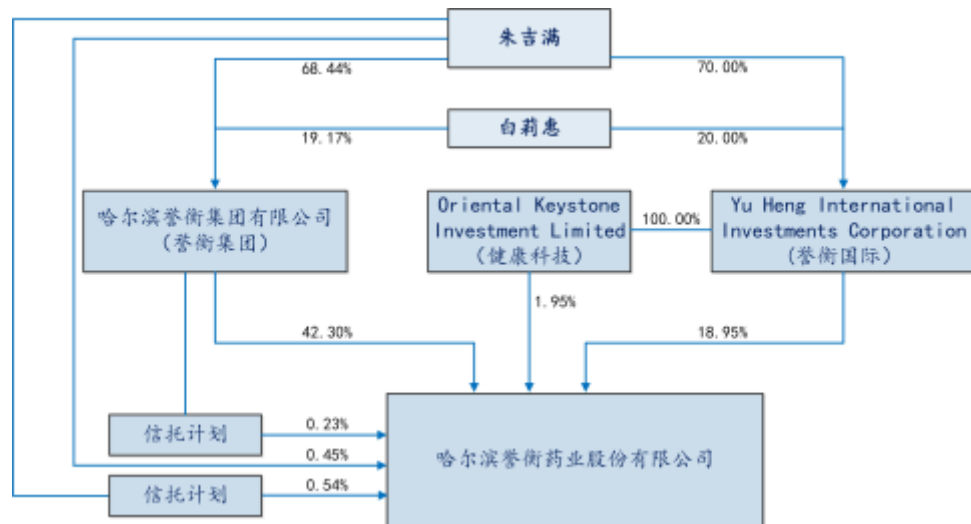 朱吉满
68.44%
70.00%
白莉惠
19.17%
20.00%
哈尔滨誉衡集团有限公司
(誉衡集团)
Oriental Keystone
Investment Limited
(健康科技)
100.00%
Yu Heng International
Investments Corporation
(誉衡国际)
1.95%
42.30%
18.95%
信托计划
0.23%
0.45%
哈尔滨誉衡药业股份有限公司
信托计划
0.54%